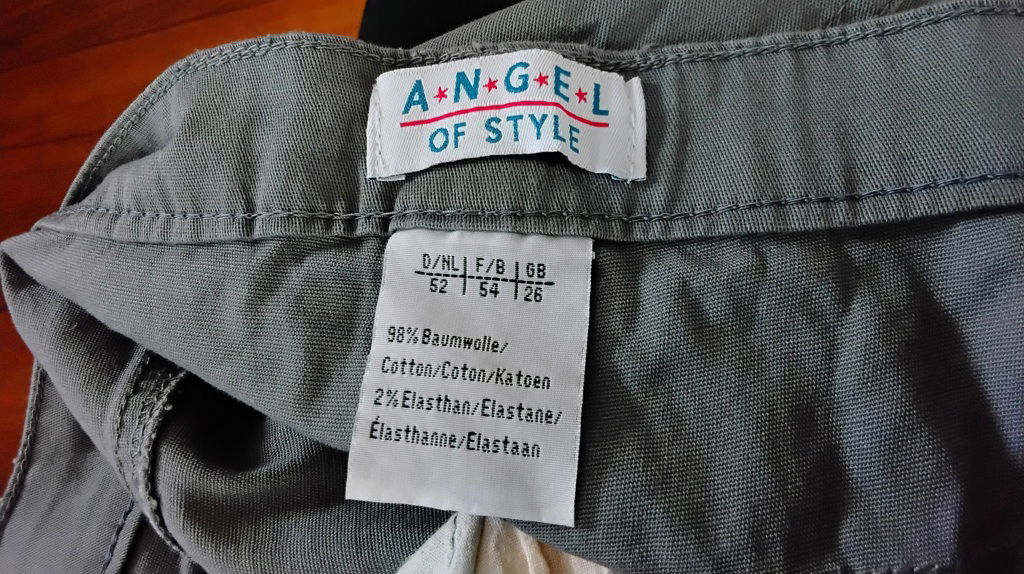 A★N★G★E★L
OF STYLE
D/NL | F/B | GB
52 | 54 | 26
98% Baumwolle/
Cotton/Coton/Katoen
2% Elasthan/Elastane/
Élasthanne/Elastaan